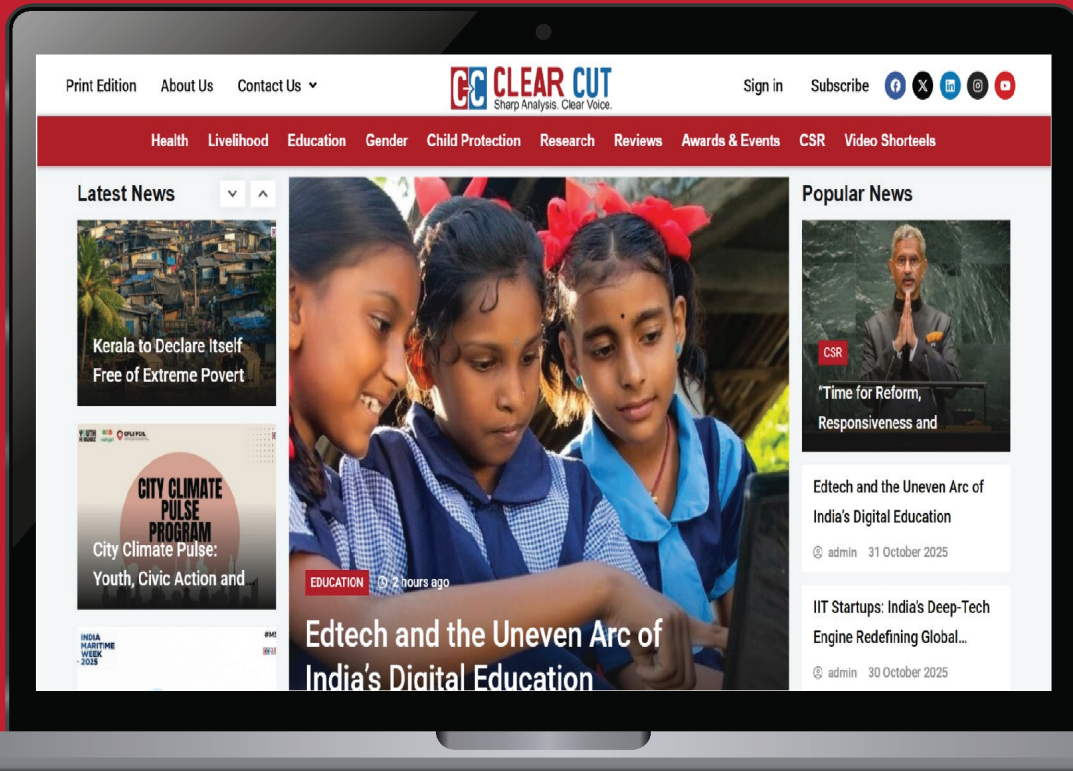 Print Edition About Us Contact Us
CLEAR CUT
Sharp Analysis. Clear Voice.
Sign in Subscribe
Health Livelihood Education Gender Child Protection Research Reviews Awards & Events CSR Video Shorteels
Latest News
Kerala to Declare Itself
Free of Extreme Povert
CITY CLIMATE
PULSE
PROGRAM
City Climate Pulse:
Youth, Civic Action and
INDIA
MARITIME
WEEK
2025
EDUCATION 2 hours ago
Edtech and the Uneven Arc of
India's Digital Education
Popular News
CSR
"Time for Reform,
Responsiveness and
Edtech and the Uneven Arc of
India's Digital Education
admin 31 October 2025
IIT Startups: India's Deep-Tech
Engine Redefining Global...
admin 30 October 2025